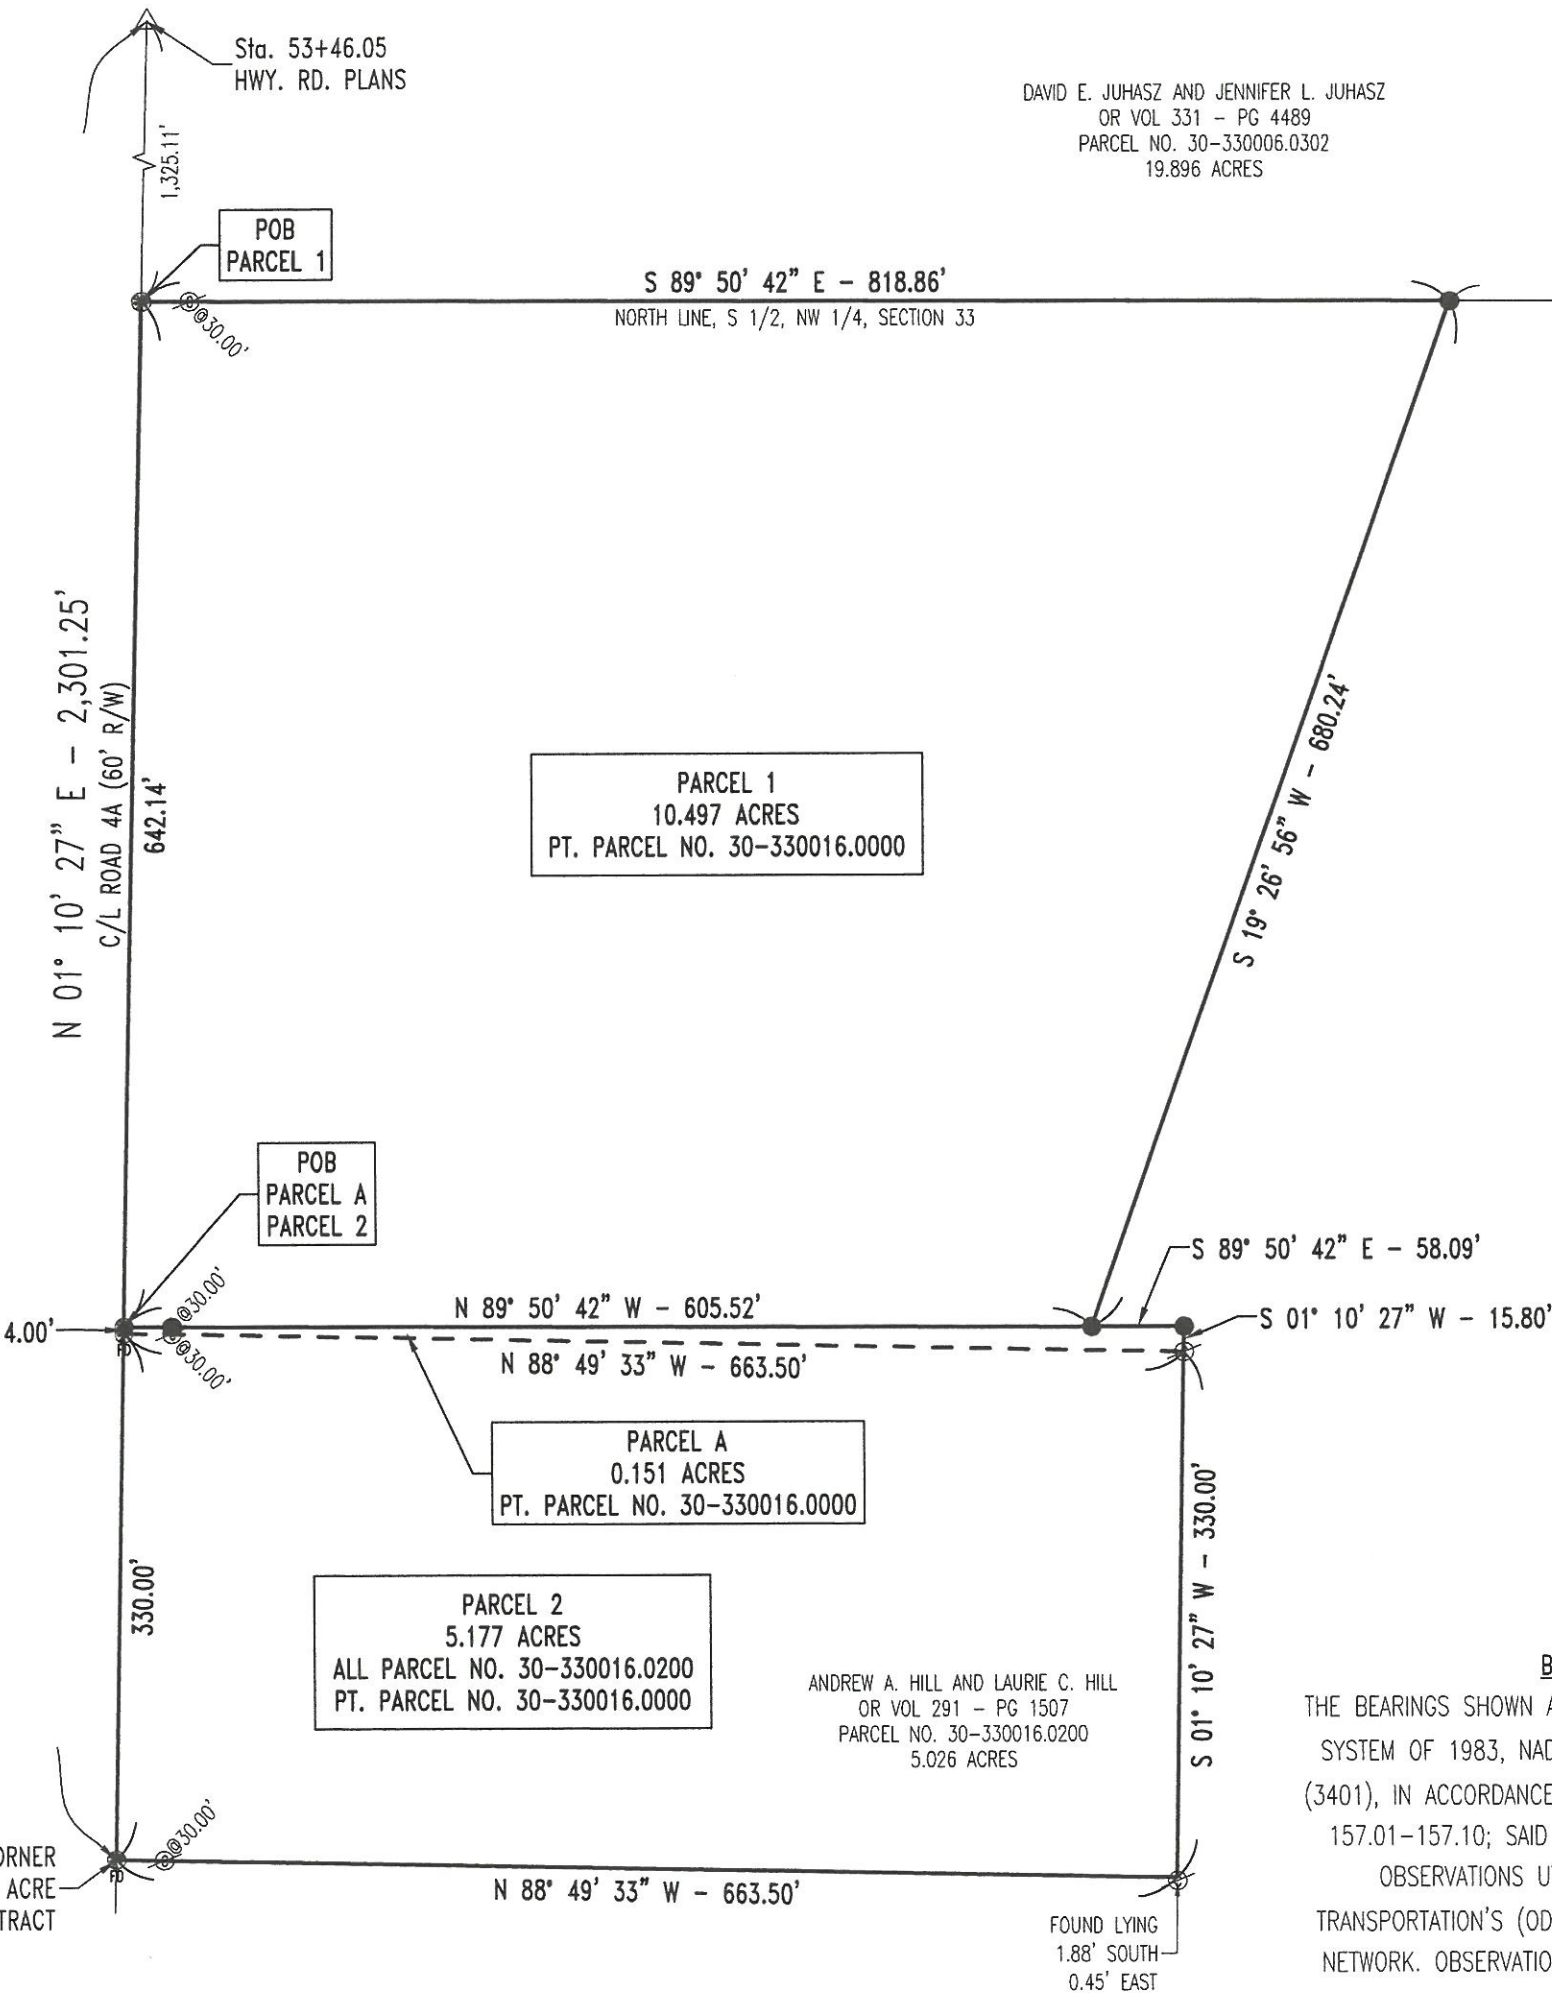 Sta. 53+46.05
HWY. RD. PLANS
1,325.11'
DAVID E. JUHASZ AND JENNIFER L. JUHASZ
OR VOL 331 - PG 4489
PARCEL NO. 30-330006.0302
19.896 ACRES
POB
PARCEL 1
@30.00'
S 89° 50' 42" E - 818.86'
NORTH LINE, S 1/2, NW 1/4, SECTION 33
N 01° 10' 27" E - 2,301.25'
C/L ROAD 4A (60' R/W)
642.14'
PARCEL 1
10.497 ACRES
PT. PARCEL NO. 30-330016.0000
S 19° 26' 56" W - 680.24'
POB
PARCEL A
PARCEL 2
S 89° 50' 42" E - 58.09'
@30.00'
N 89° 50' 42" W - 605.52'
S 01° 10' 27" W - 15.80'
4.00'
FD
@30.00'
N 88° 49' 33" W - 663.50'
PARCEL A
0.151 ACRES
PT. PARCEL NO. 30-330016.0000
330.00'
S 01° 10' 27" W - 330.00'
PARCEL 2
5.177 ACRES
ALL PARCEL NO. 30-330016.0200
PT. PARCEL NO. 30-330016.0000
ANDREW A. HILL AND LAURIE C. HILL
OR VOL 291 - PG 1507
PARCEL NO. 30-330016.0200
5.026 ACRES
B
THE BEARINGS SHOWN A
SYSTEM OF 1983, NAD
(3401), IN ACCORDANCE
157.01-157.10; SAID
OBSERVATIONS U
TRANSPORTATION'S (OD
NETWORK. OBSERVATIO
@30.00'
ORNER
ACRE
TRACT
FD
N 88° 49' 33" W - 663.50'
FOUND LYING
1.88' SOUTH
0.45' EAST